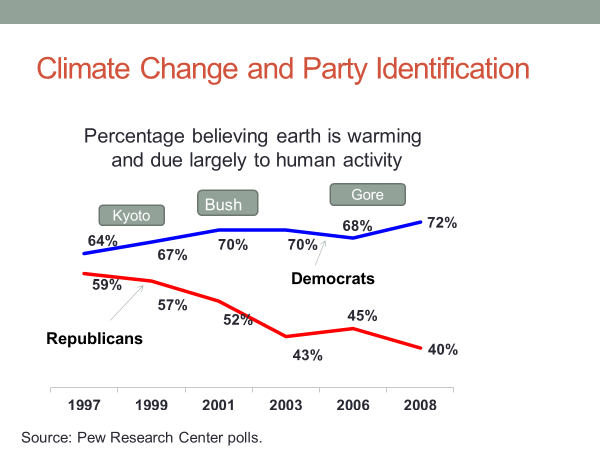 Climate Change and Party Identification
Percentage believing earth is warming
and due largely to human activity
Kyoto
Bush
Gore
64%
67%
70%
70%
68%
72%
Democrats
59%
57%
52%
43%
45%
40%
Republicans
1997 1999 2001 2003 2006 2008
Source: Pew Research Center polls.